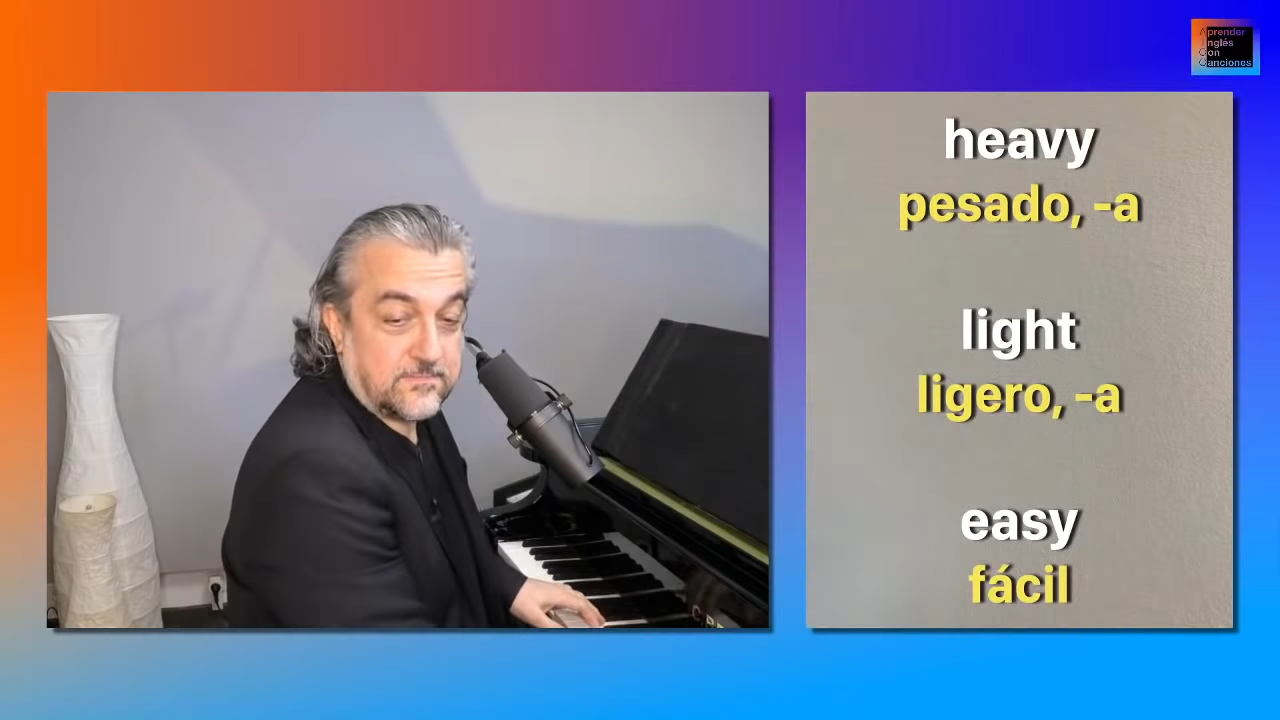 Aprender
Inglés
Con
Canciones
heavy
pesado, -a
light
ligero, -a
easy
fácil